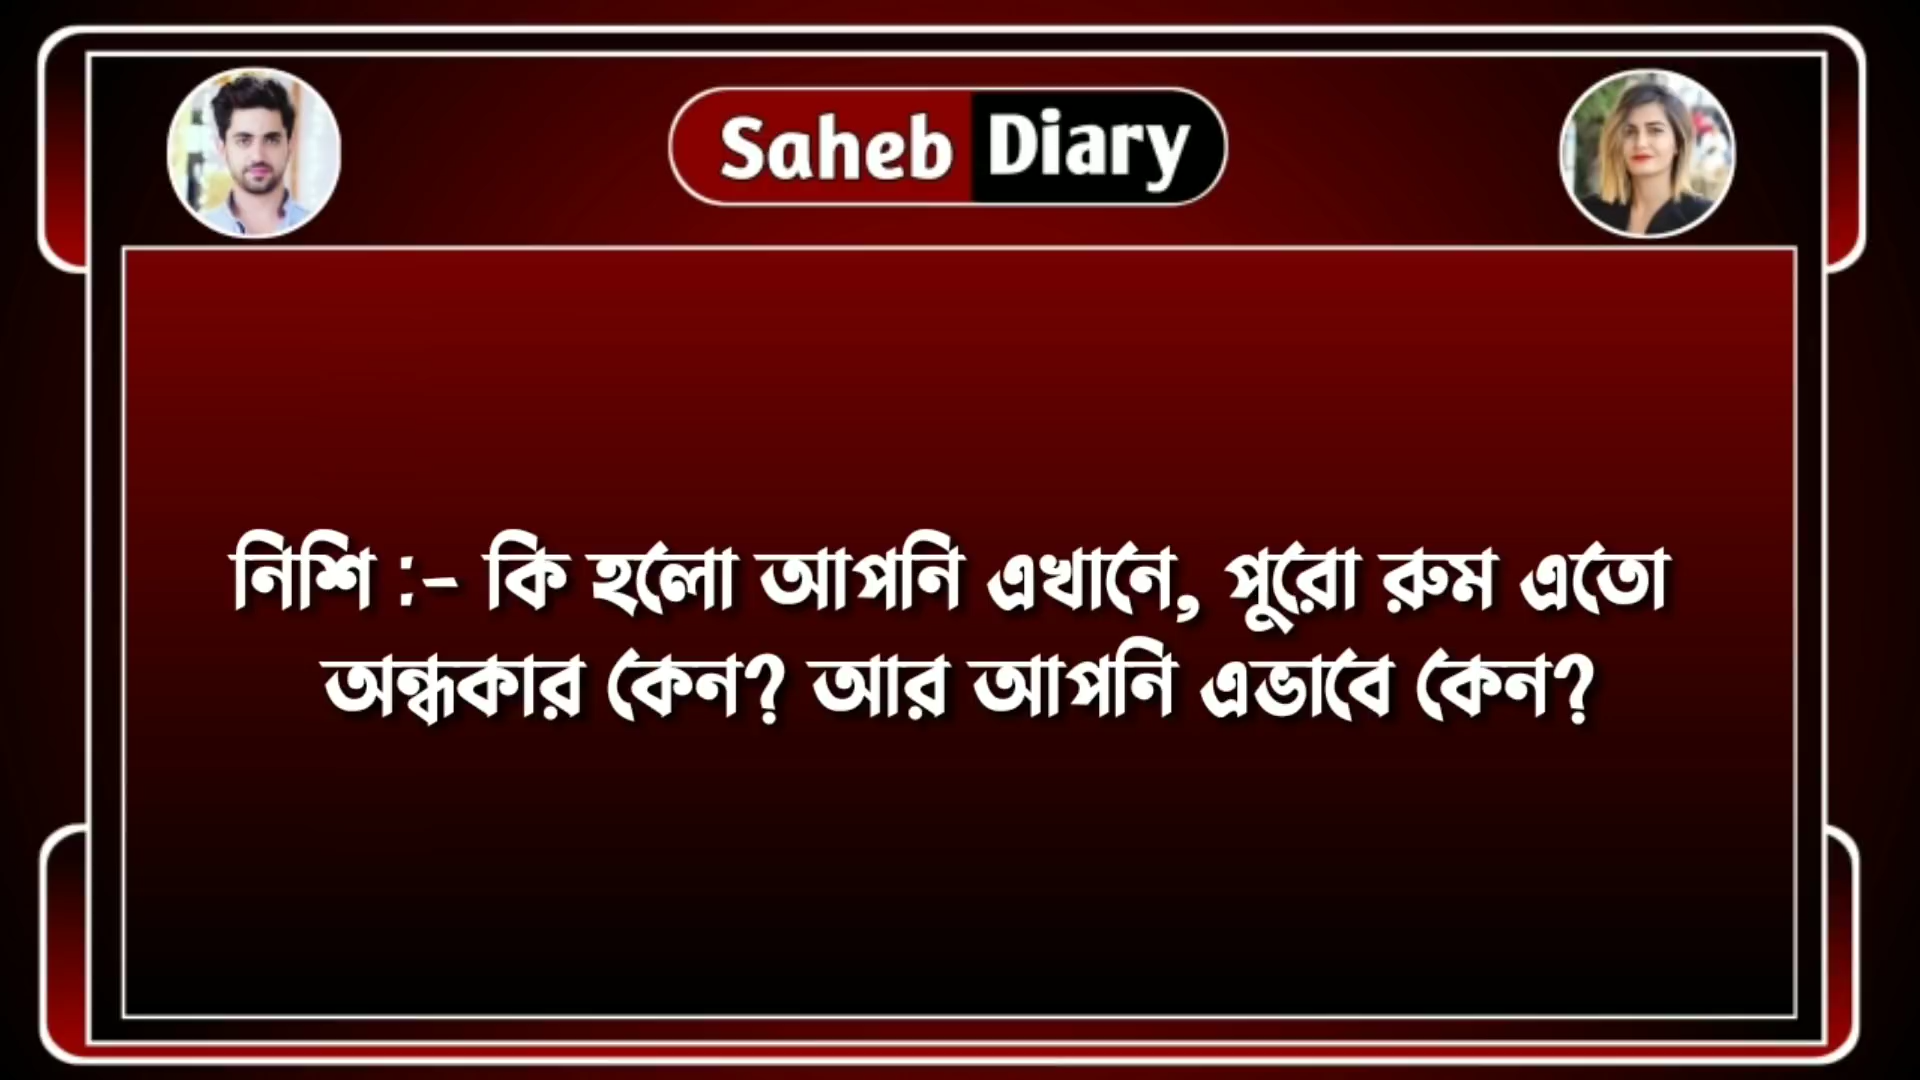 Saheb Diary
নিশি :- কি হলো আপনি এখানে, পুরো রুম এতো
অন্ধকার কেন? আর আপনি এভাবে কেন?